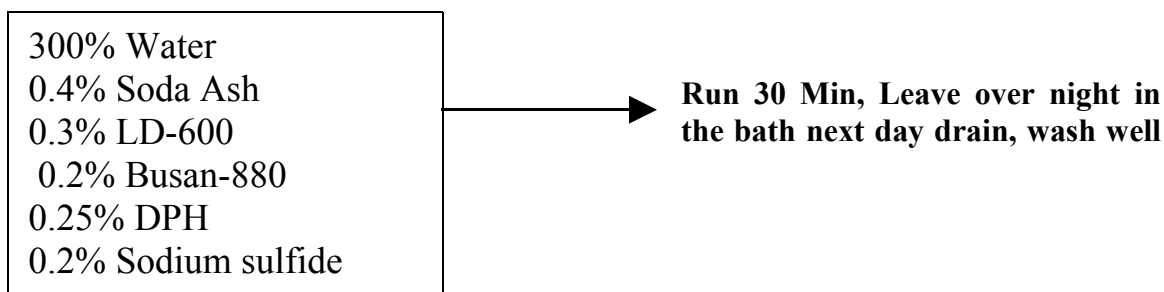 300% Water
0.4% Soda Ash
0.3% LD-600
0.2% Busan-880
0.25% DPH
0.2% Sodium sulfide
Run 30 Min, Leave over night in
the bath next day drain, wash well